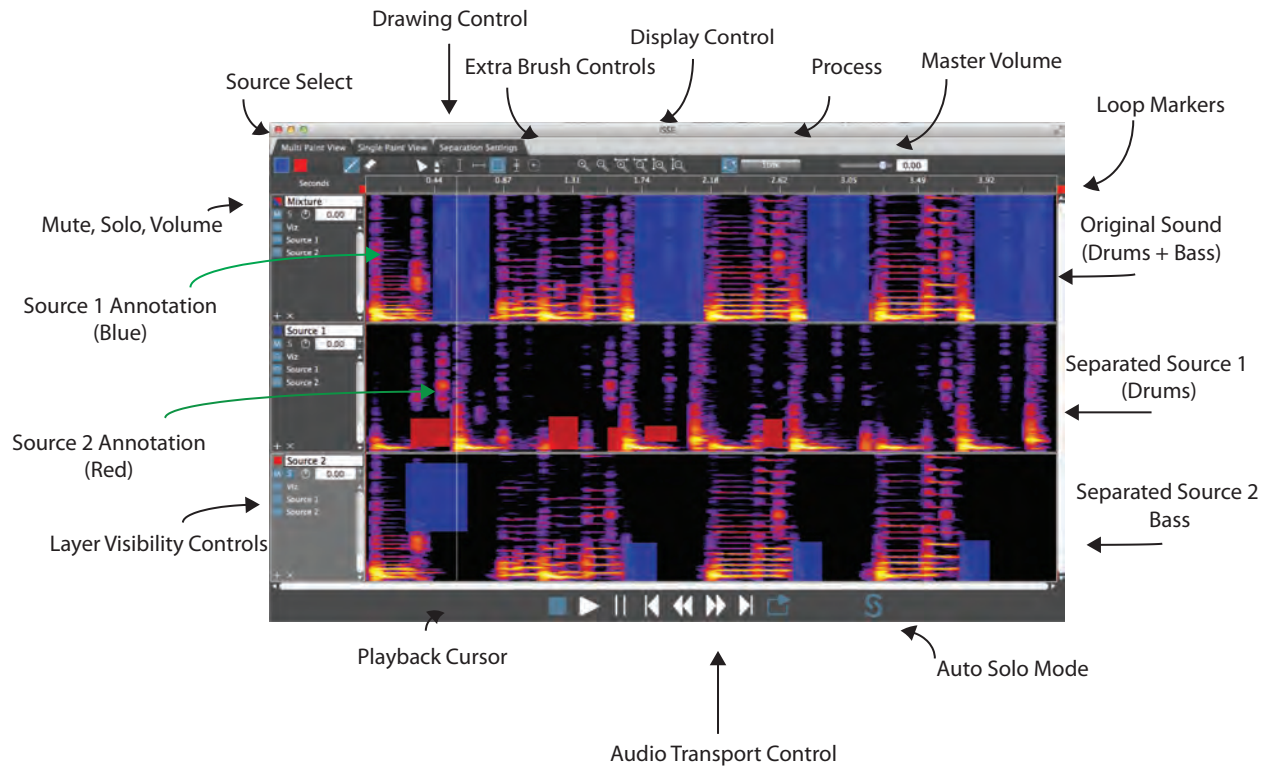 Drawing Control
Display Control
Extra Brush Controls
Process
Master Volume
Source Select
Loop Markers
ISSE
Multi Paint View
Single Paint View
Separation Settings
0.00
Seconds
0.44
0.87
1.31
1.74
2.18
2.62
3.05
3.49
3.92
Mixture
M S 0.00
Viz
Source 1
Source 2
+ ×
Mute, Solo, Volume
Original Sound
(Drums + Bass)
Source 1 Annotation
(Blue)
Source 1
M S 0.00
Viz
Source 1
Source 2
+ ×
Separated Source 1
(Drums)
Source 2 Annotation
(Red)
Source 2
M S 0.00
Viz
Source 1
Source 2
+ ×
Separated Source 2
Bass
Layer Visibility Controls
S
Playback Cursor
Auto Solo Mode
Audio Transport Control